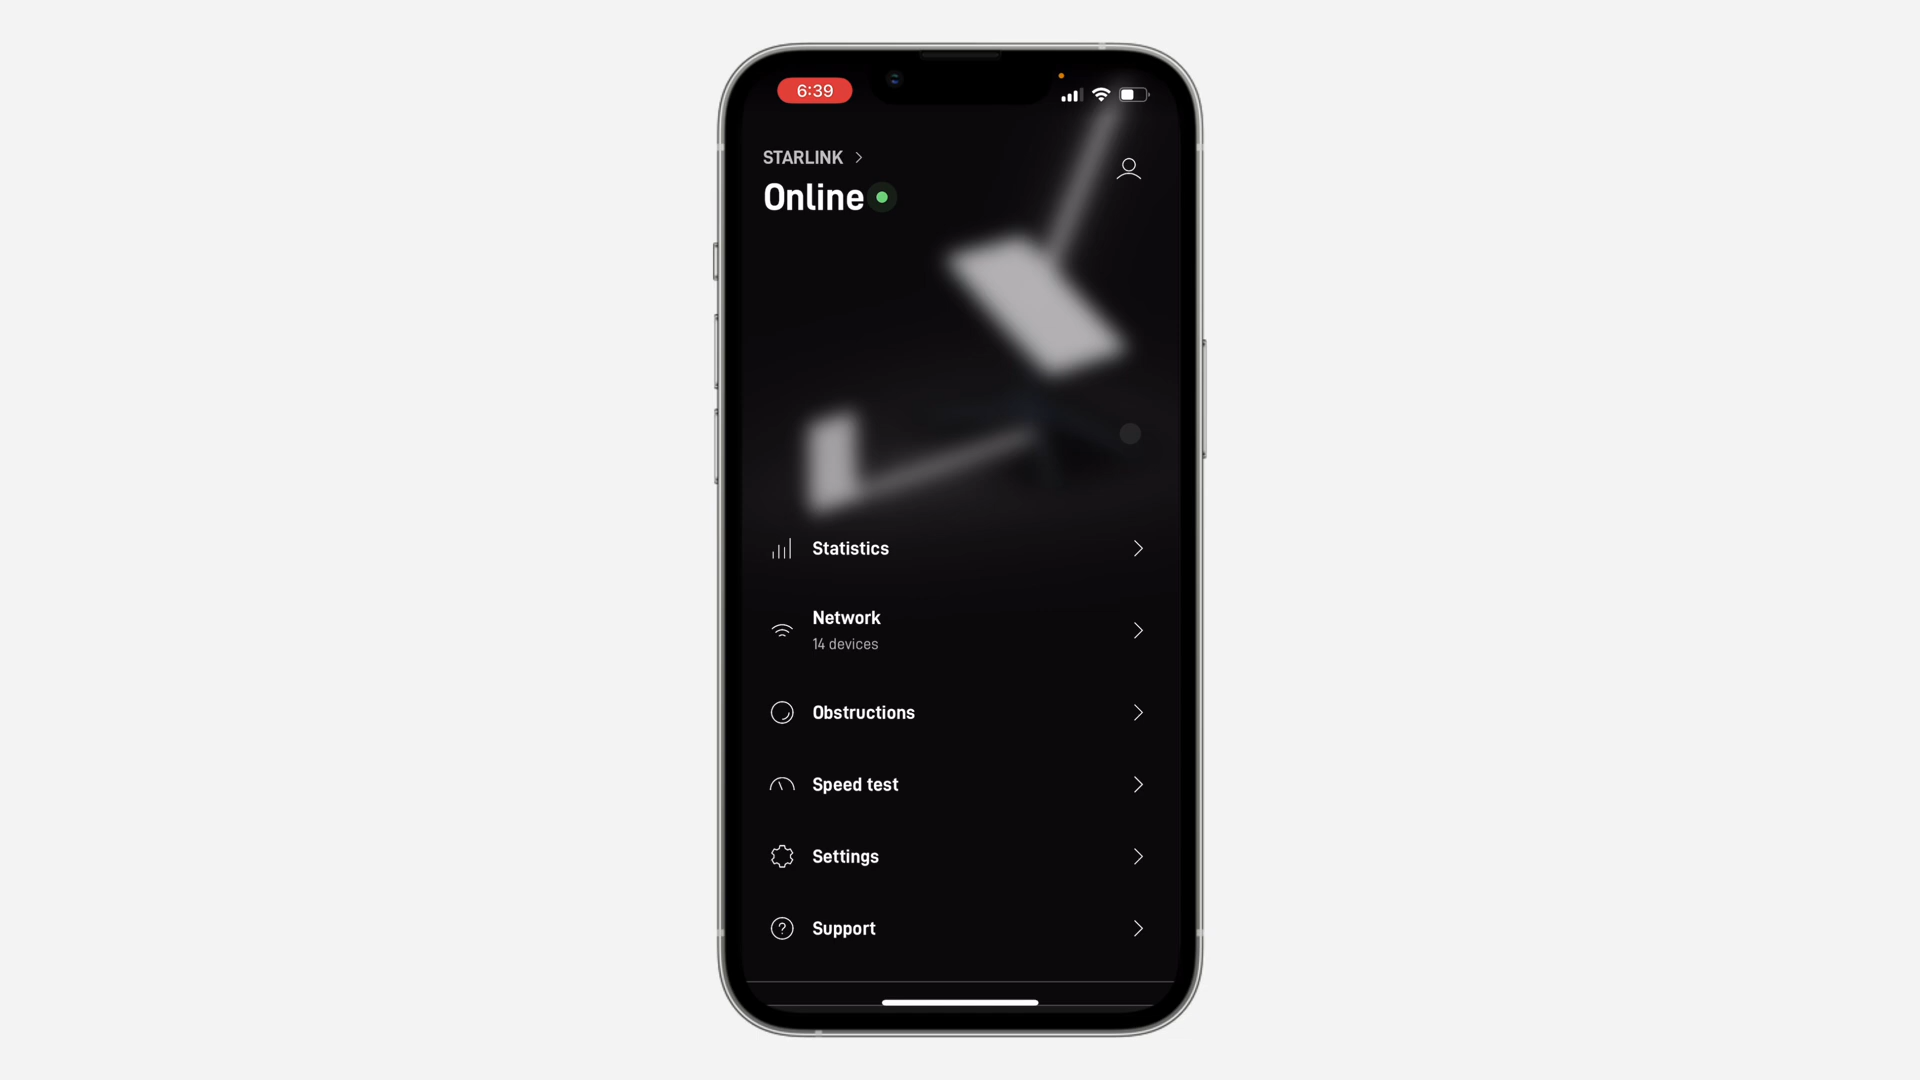 6:39
STARLINK
Online
Statistics
Network
14 devices
Obstructions
Speed test
Settings
Support